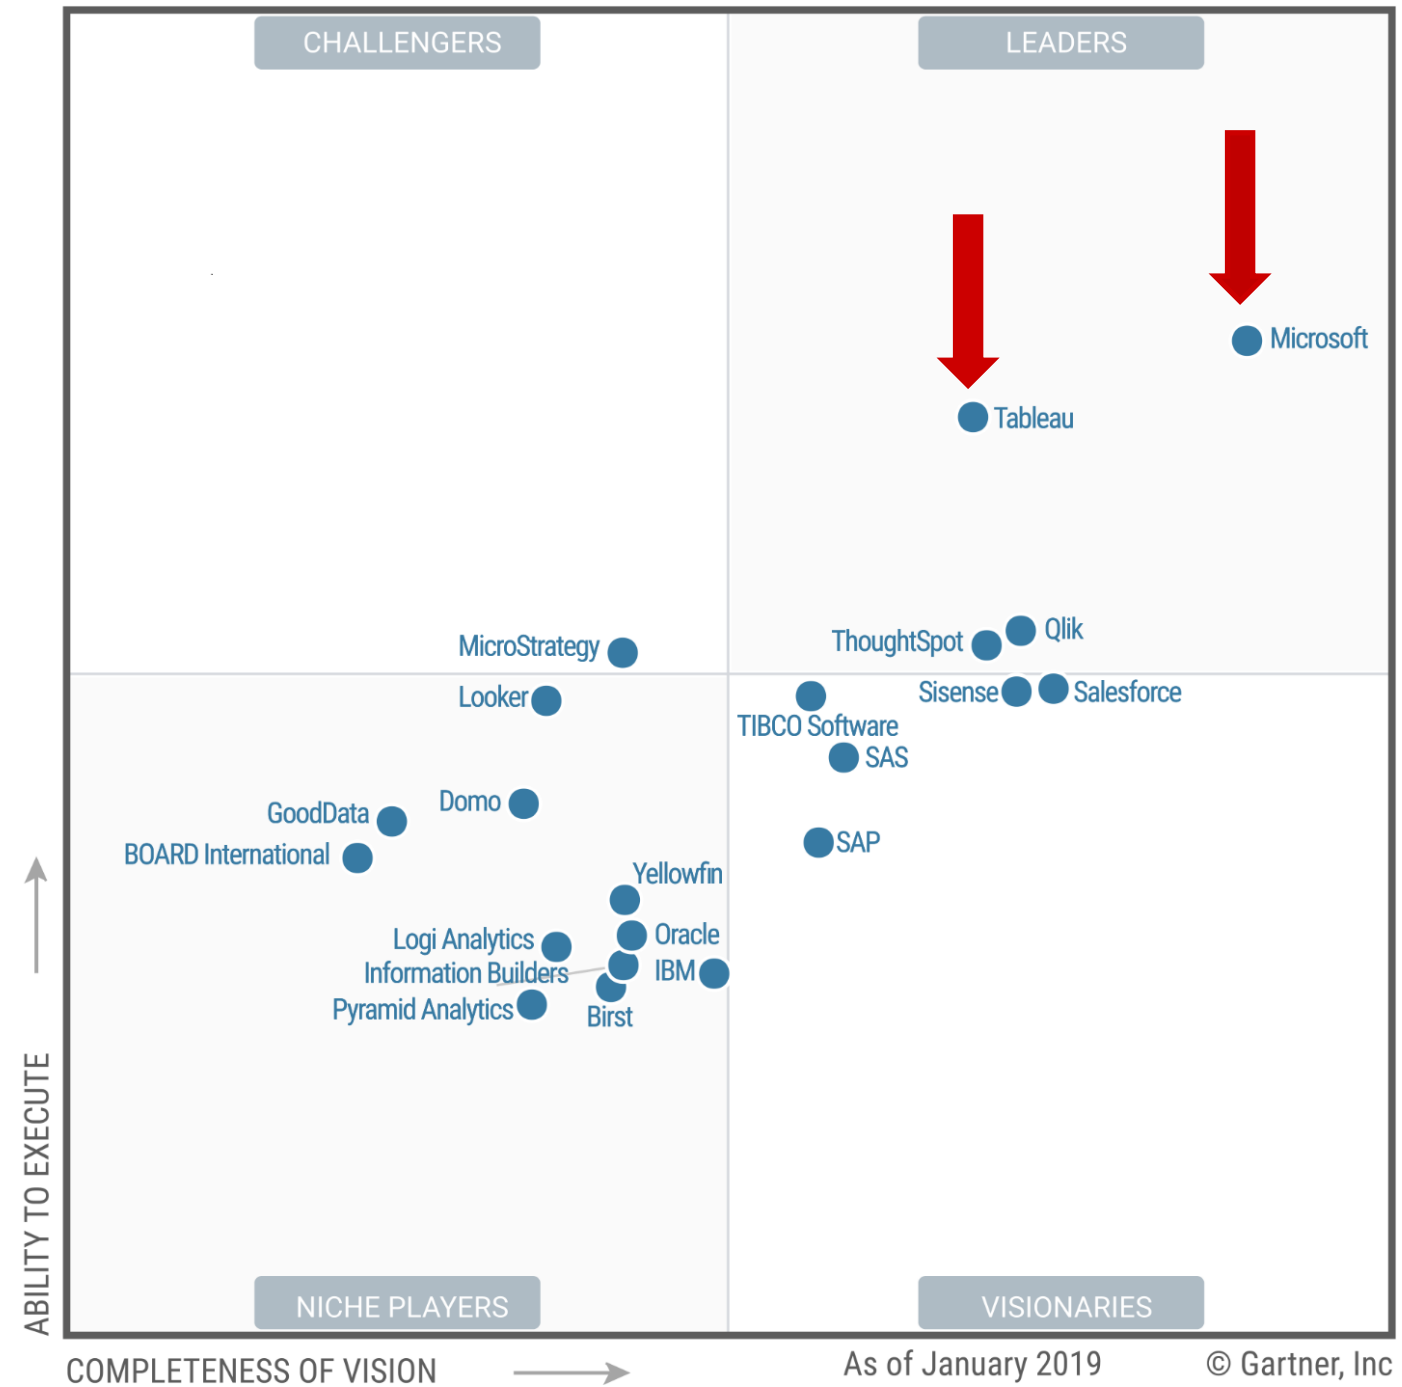 CHALLENGERS
LEADERS
Microsoft
Tableau
MicroStrategy
ThoughtSpot
Qlik
Looker
Sisense
Salesforce
TIBCO Software
SAS
Domo
GoodData
BOARD International
SAP
Yellowfin
Logi Analytics
Oracle
Information Builders
IBM
Pyramid Analytics
Birst
ABILITY TO EXECUTE
NICHE PLAYERS
VISIONARIES
COMPLETENESS OF VISION
As of January 2019
© Gartner, Inc